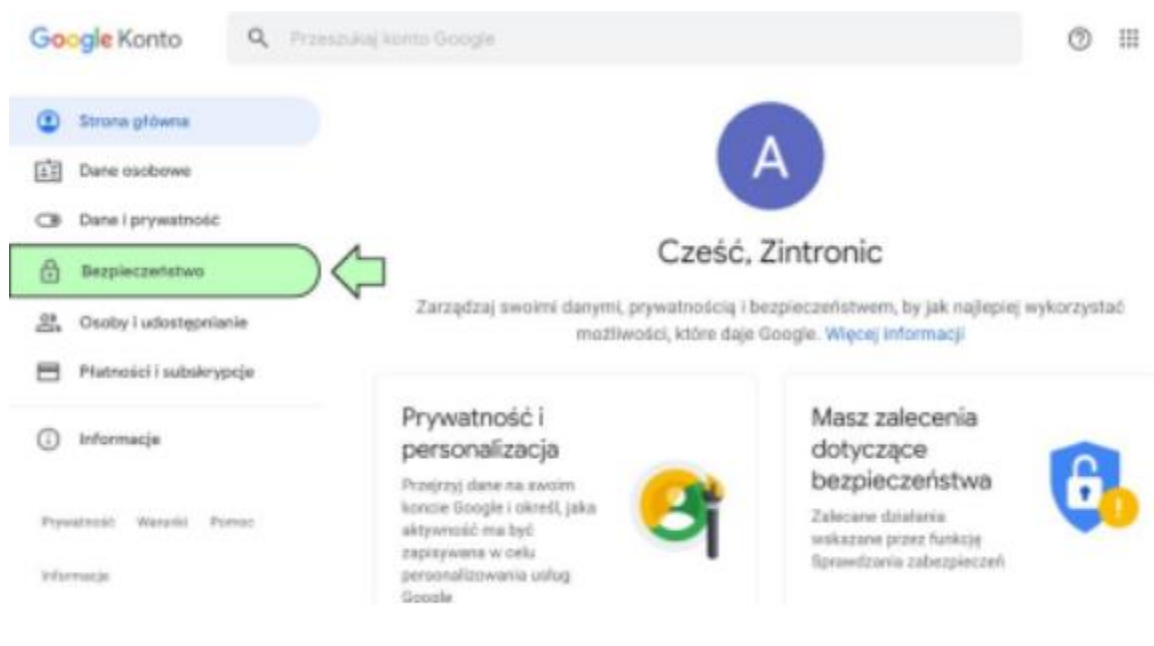 Google Konto
Przeszukaj konto Google
Strona główna
Dane osobowe
Dane i prywatność
Bezpieczeństwo
Osoby i udostępnianie
Płatności i subskrypcje
Informacje
Prywatność Warunki Pomoc
Informacje
A
Cześć, Zintronic
Zarządzaj swoimi danymi, prywatnością i bezpieczeństwem, by jak najlepiej wykorzystać
możliwości, które daje Google. Więcej informacji
Prywatność i
personalizacja
Przejrzyj dane na swoim
koncie Google i określ, jaka
aktywność ma być
zapisywana w celu
personalizowania usług
Google
Masz zalecenia
dotyczące
bezpieczeństwa
Zalecane działania
wskazane przez funkcję
Sprawdzania zabezpieczeń